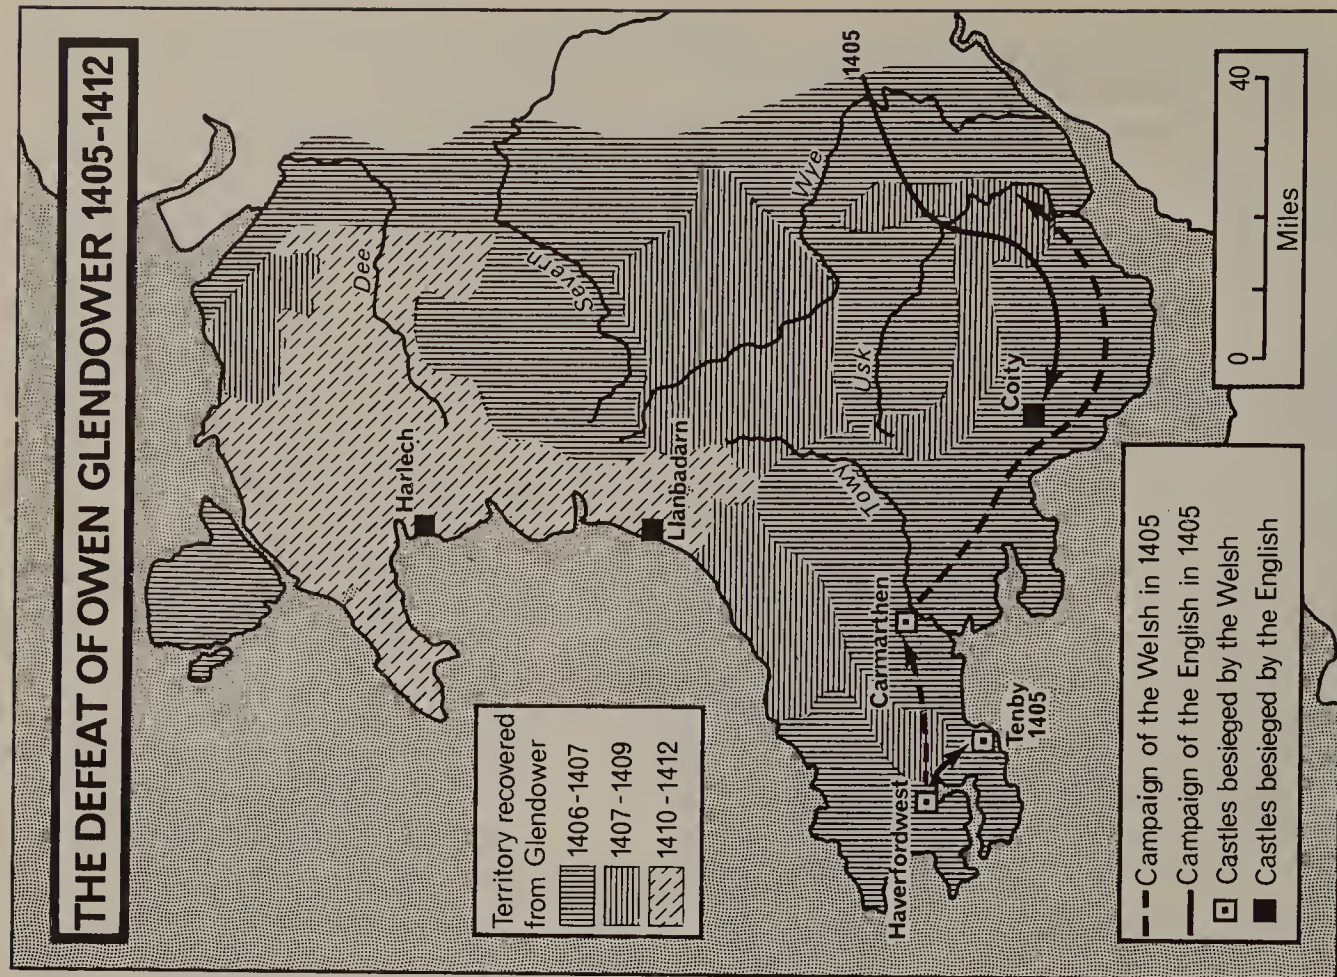 THE DEFEAT OF OWEN GLENDOWER 1405-1412
Dee
Severn
Wye
1405
Usk
Towy
Harlech
Llanbadarn
Coity
Carmarthen
Haverfordwest
Tenby
1405
Territory recovered
from Glendower
1406-1407
1407-1409
1410-1412
Campaign of the Welsh in 1405
Campaign of the English in 1405
Castles besieged by the Welsh
Castles besieged by the English
0 40
Miles